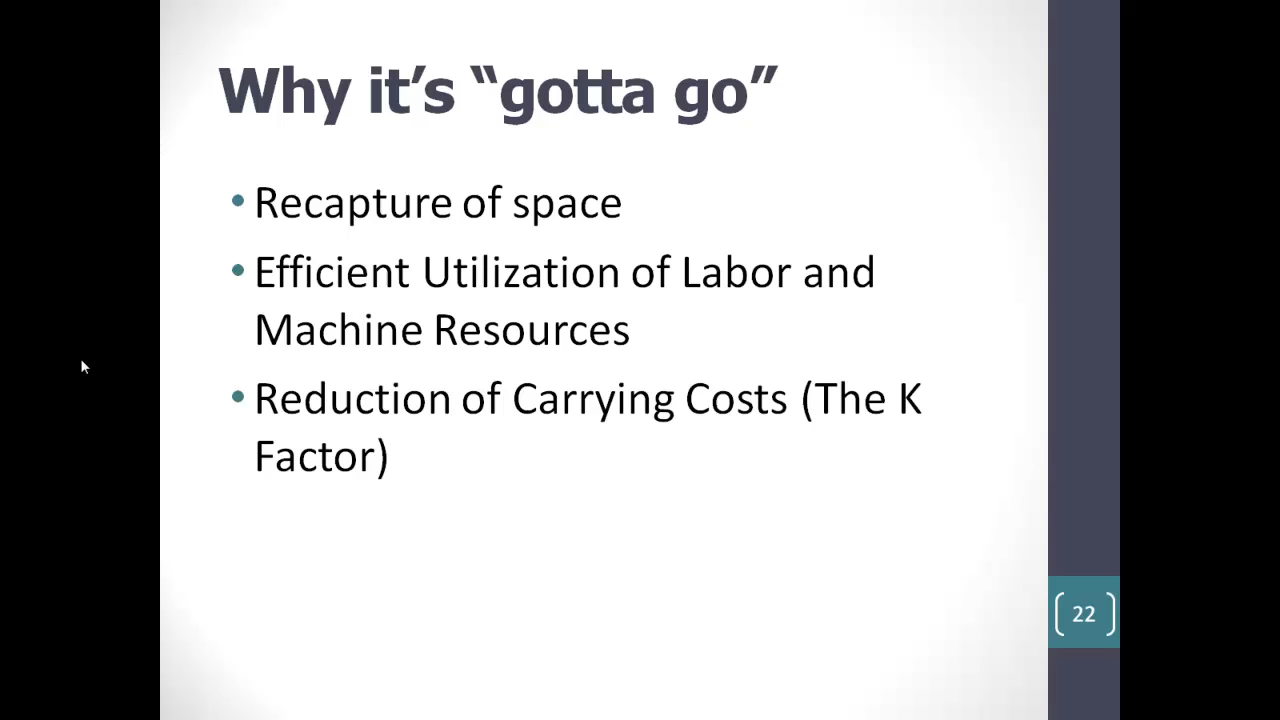 Why it’s “gotta go”
• Recapture of space
• Efficient Utilization of Labor and
Machine Resources
• Reduction of Carrying Costs (The K
Factor)
22